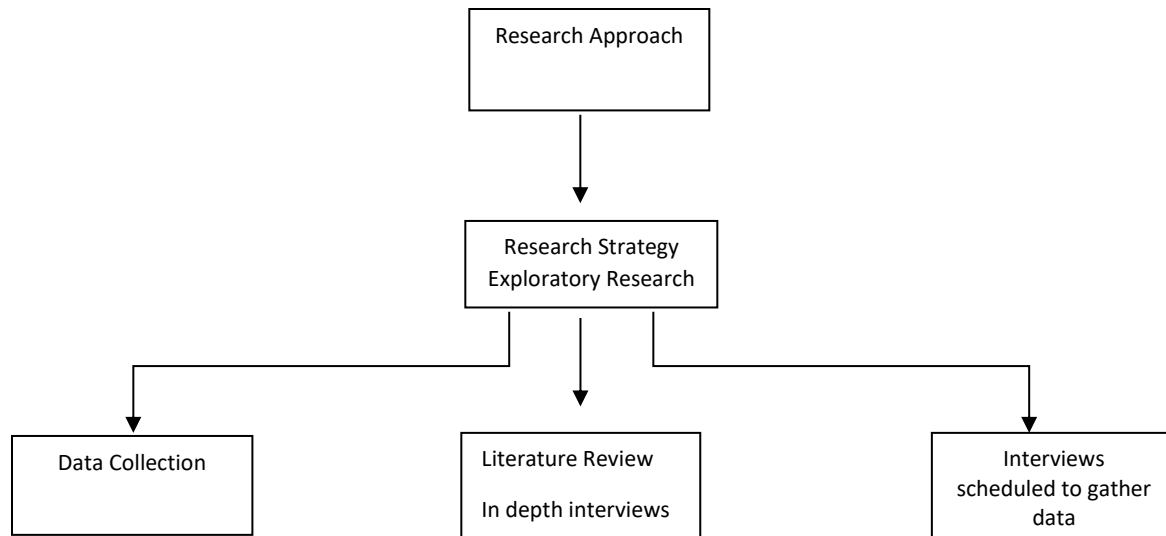 Research Approach
Research Strategy
Exploratory Research
Data Collection
Literature Review
In depth interviews
Interviews
scheduled to gather
data